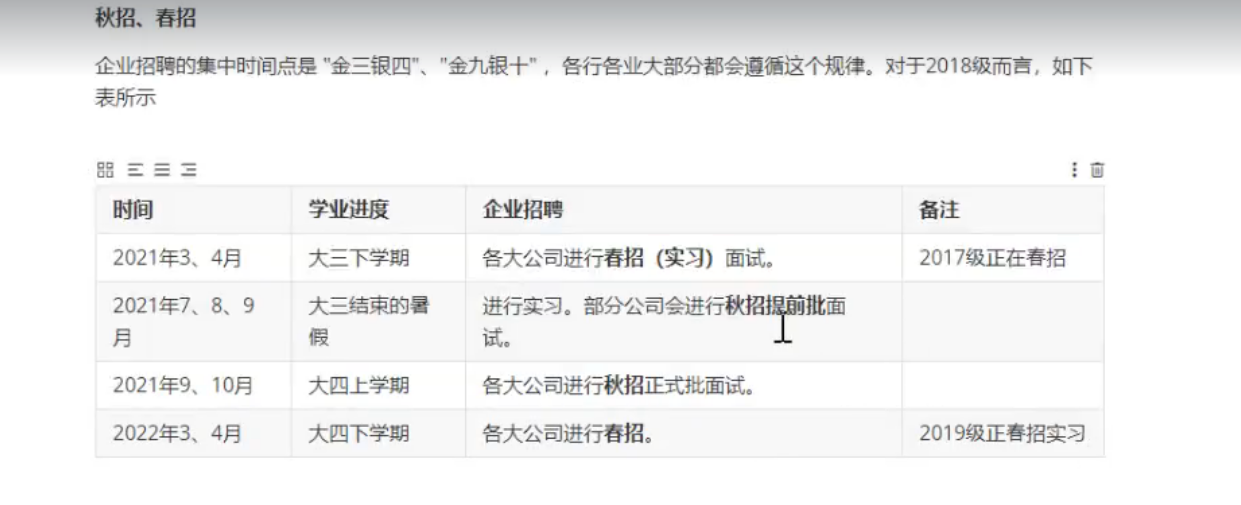 秋招、春招
企业招聘的集中时间点是 "金三银四"、"金九银十" ，各行各业大部分都会遵循这个规律。对于2018级而言，如下
表所示
时间 学业进度 企业招聘 备注
2021年3、4月 大三下学期 各大公司进行春招（实习）面试。 2017级正在春招
2021年7、8、9 大三结束的暑 进行实习。部分公司会进行秋招提前批面
月 假 试。
2021年9、10月 大四上学期 各大公司进行秋招正式批面试。
2022年3、4月 大四下学期 各大公司进行春招。 2019级正春招实习